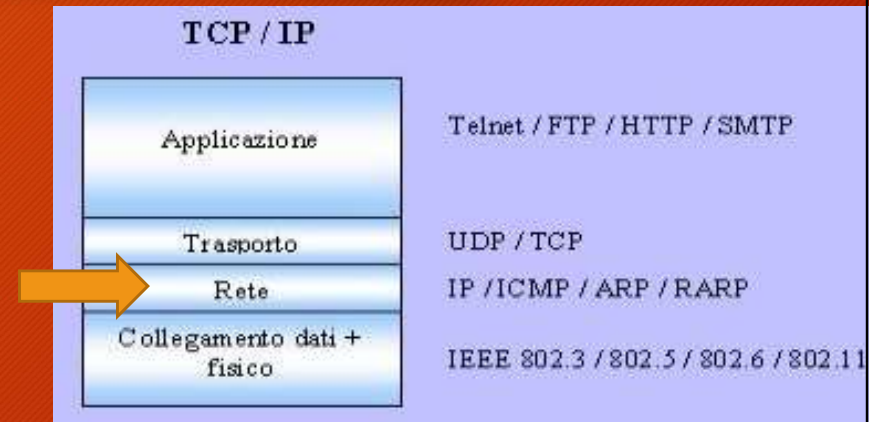 TCP / IP
Applicazione
Telnet / FTP / HTTP / SMTP
Trasporto
UDP / TCP
Rete
IP / ICMP / ARP / RARP
Collegamento dati +
fisico
IEEE 802.3 / 802.5 / 802.6 / 802.11